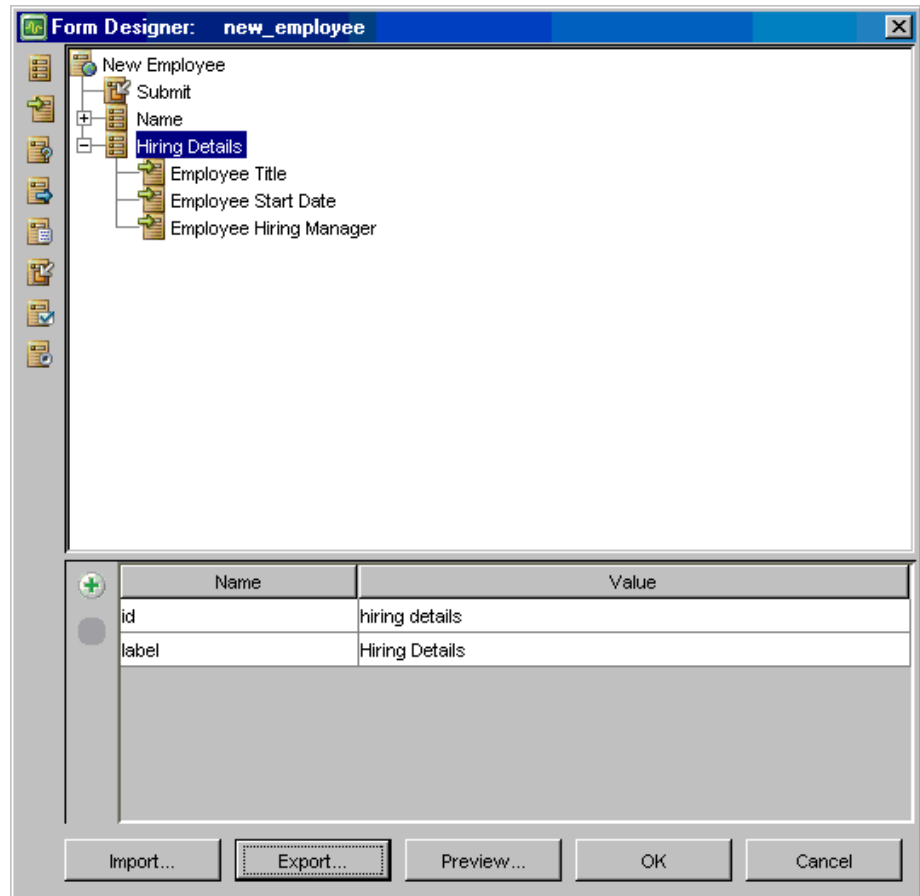 Form Designer: new_employee
New Employee
Submit
Name
Hiring Details
Employee Title
Employee Start Date
Employee Hiring Manager
Name Value
id hiring details
label Hiring Details
Import... Export... Preview... OK Cancel